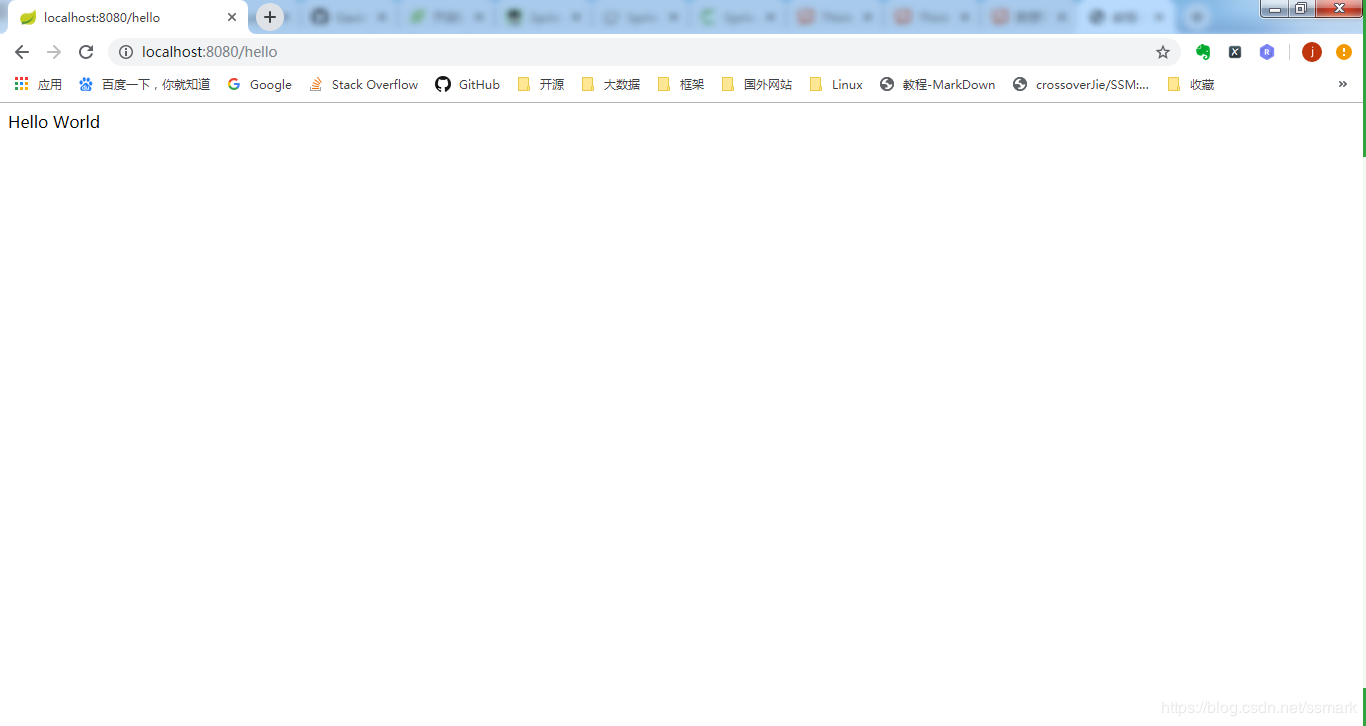 localhost:8080/hello
localhost:8080/hello
应用 百度一下，你就知道 Google Stack Overflow GitHub 开源 大数据 框架 国外网站 Linux 教程-MarkDown crossoverJie/SSM:... 收藏 »
Hello World
https://blog.csdn.net/ssmark